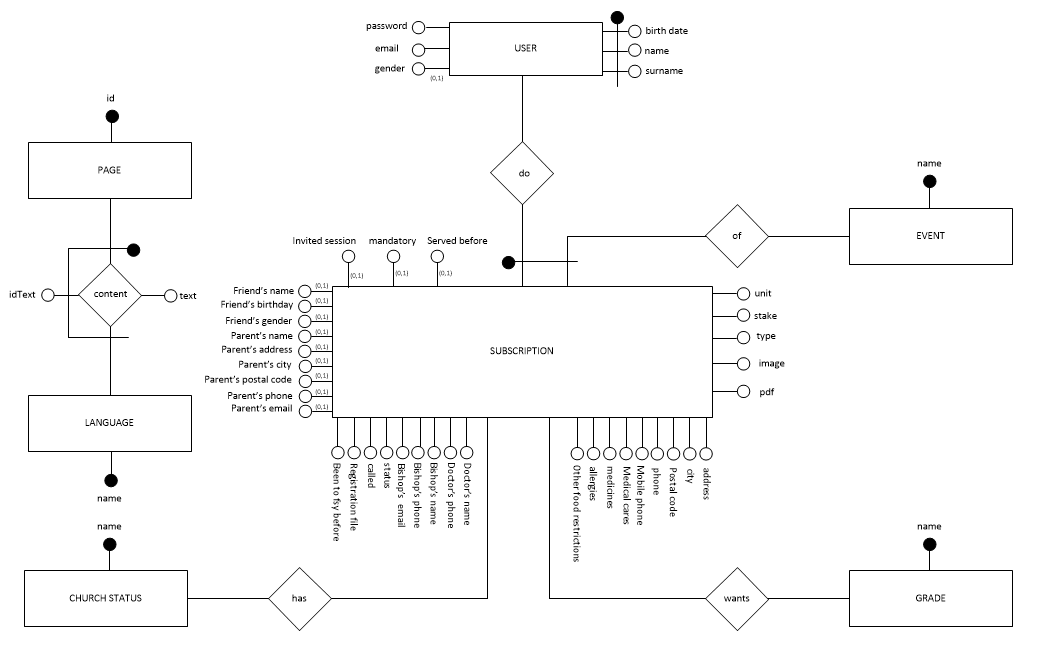 password
email
gender
(0,1)
USER
birth date
name
surname
do
id
PAGE
content
idText
text
LANGUAGE
name
name
CHURCH STATUS
has
Invited session
mandatory
Served before
(0,1)
(0,1)
(0,1)
Friend's name
(0,1)
Friend's birthday
(0,1)
Friend's gender
(0,1)
Parent's name
(0,1)
Parent's address
(0,1)
Parent's city
(0,1)
Parent's postal code
(0,1)
Parent's phone
(0,1)
Parent's email
(0,1)
SUBSCRIPTION
unit
stake
type
image
pdf
Been to fsy before
Registration file
called
status
Bishop's email
Bishop's phone
Bishop's name
Doctor's phone
Doctor's name
Other food restrictions
allergies
medicines
Medical cares
Mobile phone
phone
Postal code
city
address
of
name
EVENT
wants
name
GRADE